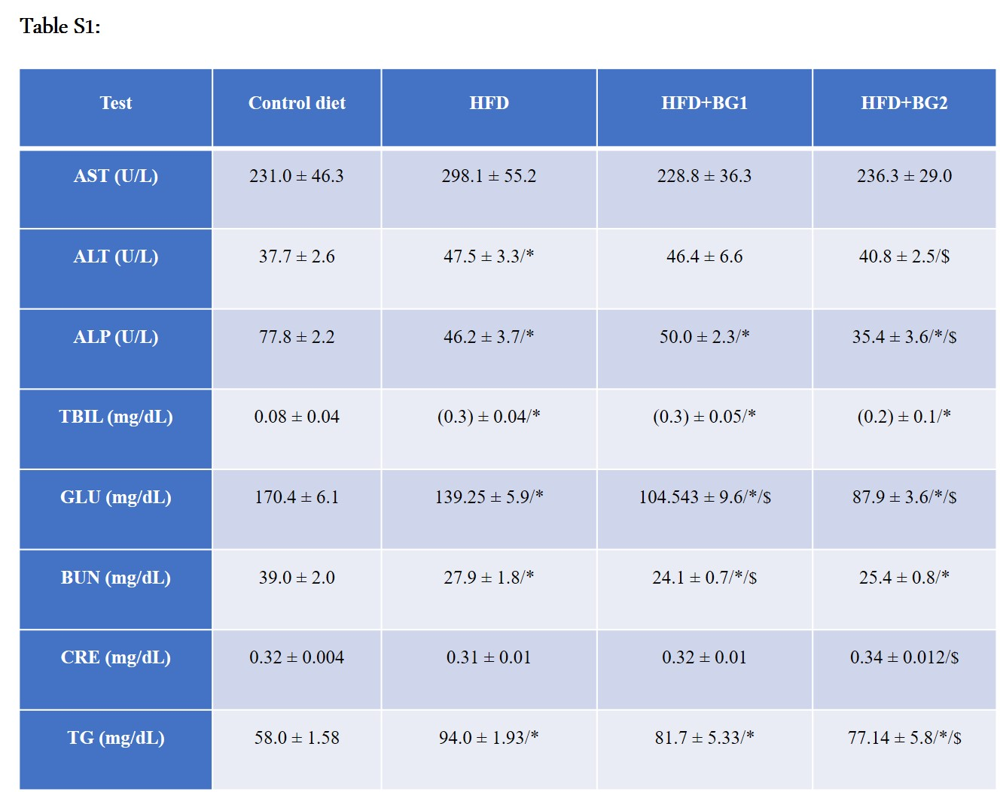 Table S1:
Test Control diet HFD HFD+BG1 HFD+BG2
AST (U/L) 231.0 ± 46.3 298.1 ± 55.2 228.8 ± 36.3 236.3 ± 29.0
ALT (U/L) 37.7 ± 2.6 47.5 ± 3.3/* 46.4 ± 6.6 40.8 ± 2.5/$
ALP (U/L) 77.8 ± 2.2 46.2 ± 3.7/* 50.0 ± 2.3/* 35.4 ± 3.6/*/$
TBIL (mg/dL) 0.08 ± 0.04 (0.3) ± 0.04/* (0.3) ± 0.05/* (0.2) ± 0.1/*
GLU (mg/dL) 170.4 ± 6.1 139.25 ± 5.9/* 104.543 ± 9.6/*/$ 87.9 ± 3.6/*/$
BUN (mg/dL) 39.0 ± 2.0 27.9 ± 1.8/* 24.1 ± 0.7/*/$ 25.4 ± 0.8/*
CRE (mg/dL) 0.32 ± 0.004 0.31 ± 0.01 0.32 ± 0.01 0.34 ± 0.012/$
TG (mg/dL) 58.0 ± 1.58 94.0 ± 1.93/* 81.7 ± 5.33/* 77.14 ± 5.8/*/$